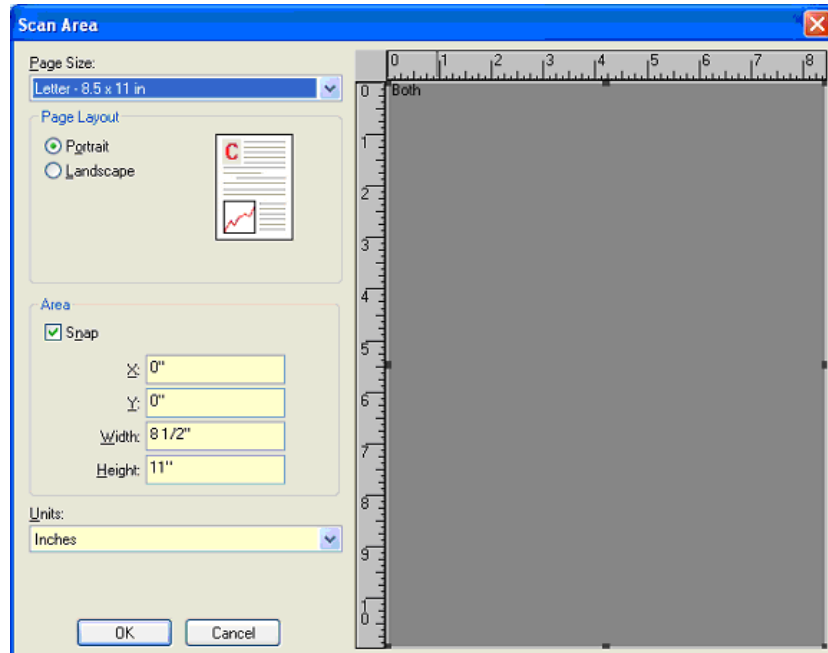 Scan Area
Page Size:
Letter - 8.5 x 11 in
Page Layout
Portrait
Landscape
C
Area
Snap
X: 0"
Y: 0"
Width: 8 1/2"
Height: 11"
Units:
Inches
OK Cancel
0 1 2 3 4 5 6 7 8
0
Both
1
2
3
4
5
6
7
8
9
10